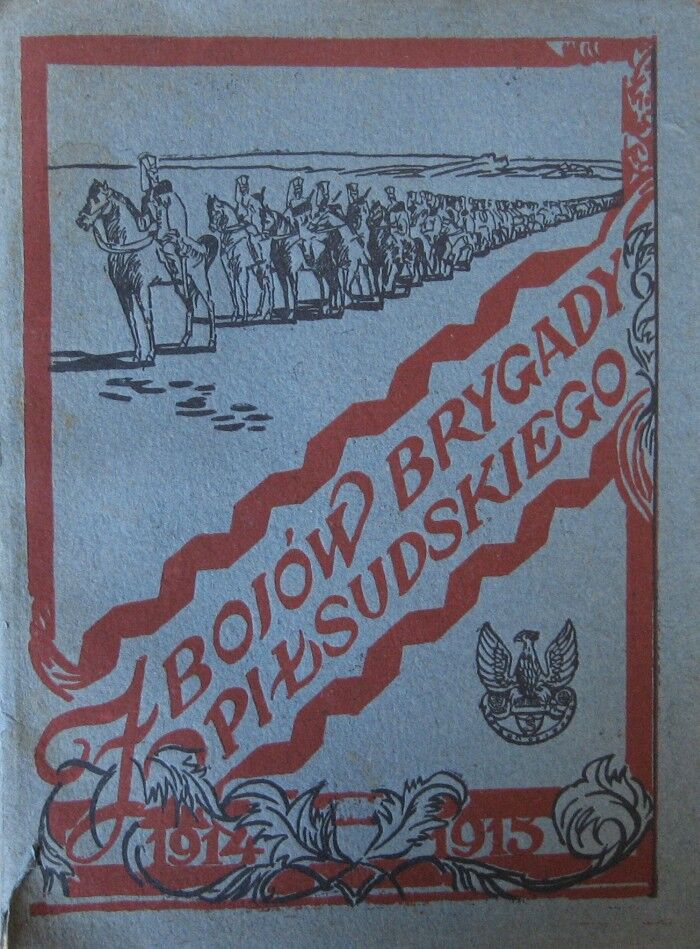 Z BOJÓW BRYGADY
PIŁSUDSKIEGO
1914 – 1915